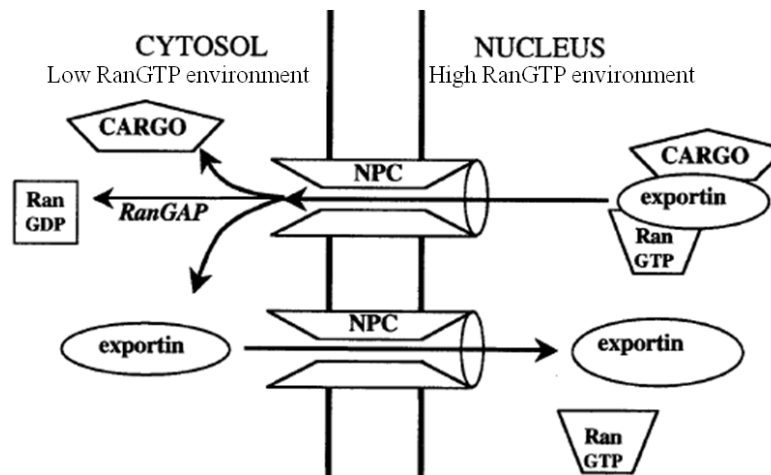 CYTOSOL
Low RanGTP environment
NUCLEUS
High RanGTP environment
CARGO
NPC
CARGO
exportin
Ran
GDP
RanGAP
Ran
GTP
NPC
exportin
exportin
Ran
GTP